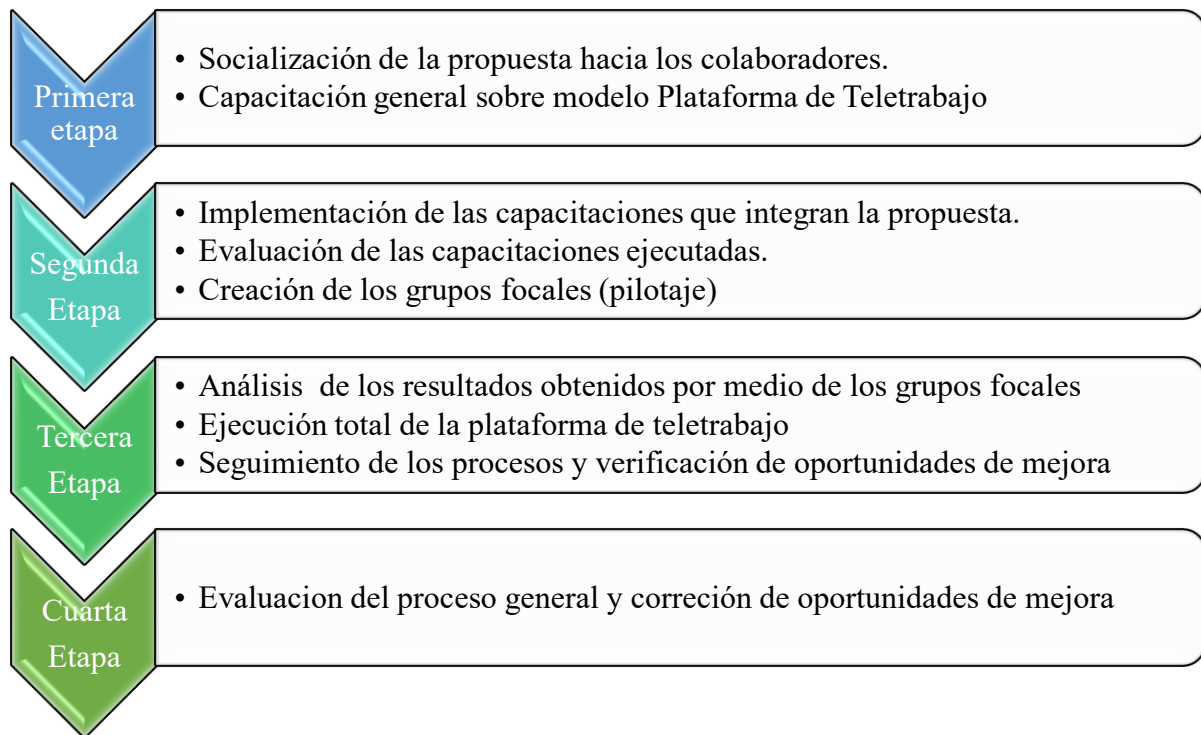 Primera
etapa
• Socialización de la propuesta hacia los colaboradores.
• Capacitación general sobre modelo Plataforma de Teletrabajo
Segunda
Etapa
• Implementación de las capacitaciones que integran la propuesta.
• Evaluación de las capacitaciones ejecutadas.
• Creación de los grupos focales (pilotaje)
Tercera
Etapa
• Análisis  de los resultados obtenidos por medio de los grupos focales
• Ejecución total de la plataforma de teletrabajo
• Seguimiento de los procesos y verificación de oportunidades de mejora
Cuarta
Etapa
• Evaluacion del proceso general y correción de oportunidades de mejora